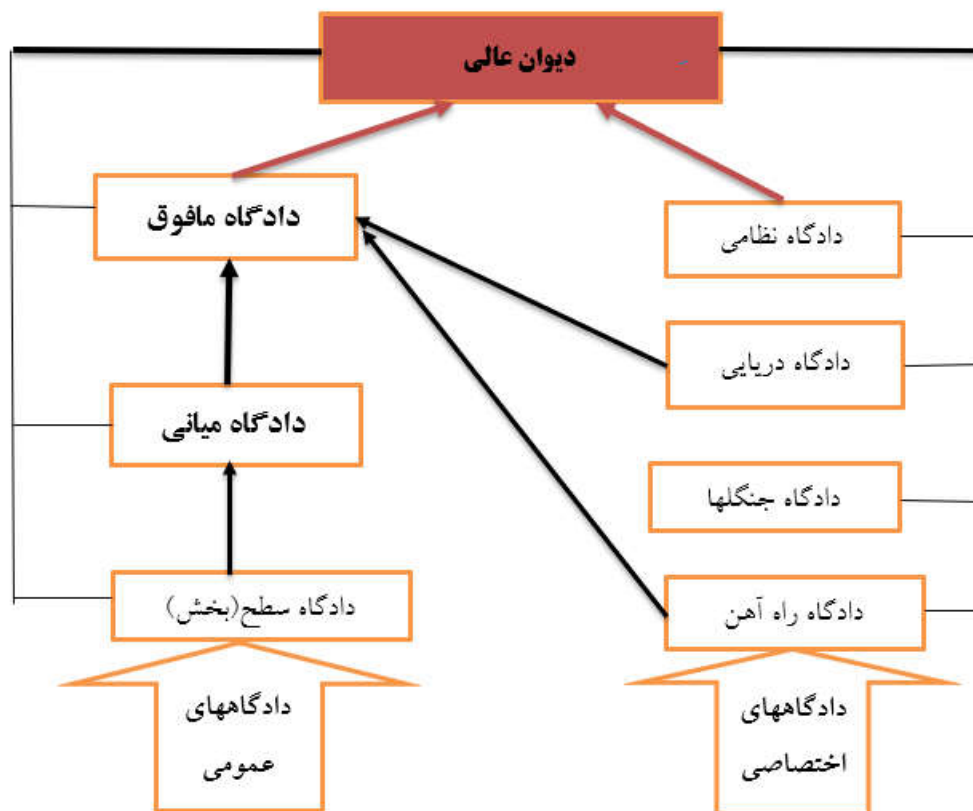 دیوان عالی
دادگاه مافوق
دادگاه نظامی
دادگاه دریایی
دادگاه میانی
دادگاه جنگلها
دادگاه سطح(بخش)
دادگاه راه آهن
دادگاههای
عمومی
دادگاههای
اختصاصی